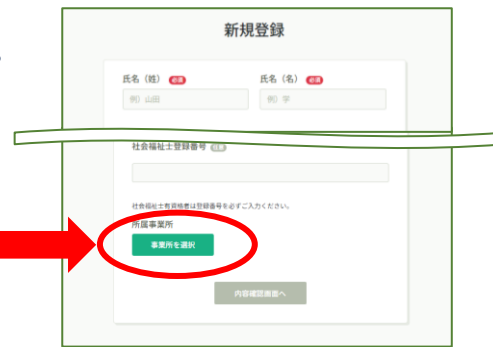 新規登録
氏名（姓） 必須 氏名（名） 必須
例）山田 例）学
社会福祉士登録番号 任意
社会福祉士有資格者は登録番号を必ずご入力ください。
所属事業所
事業所を選択
内容確認画面へ